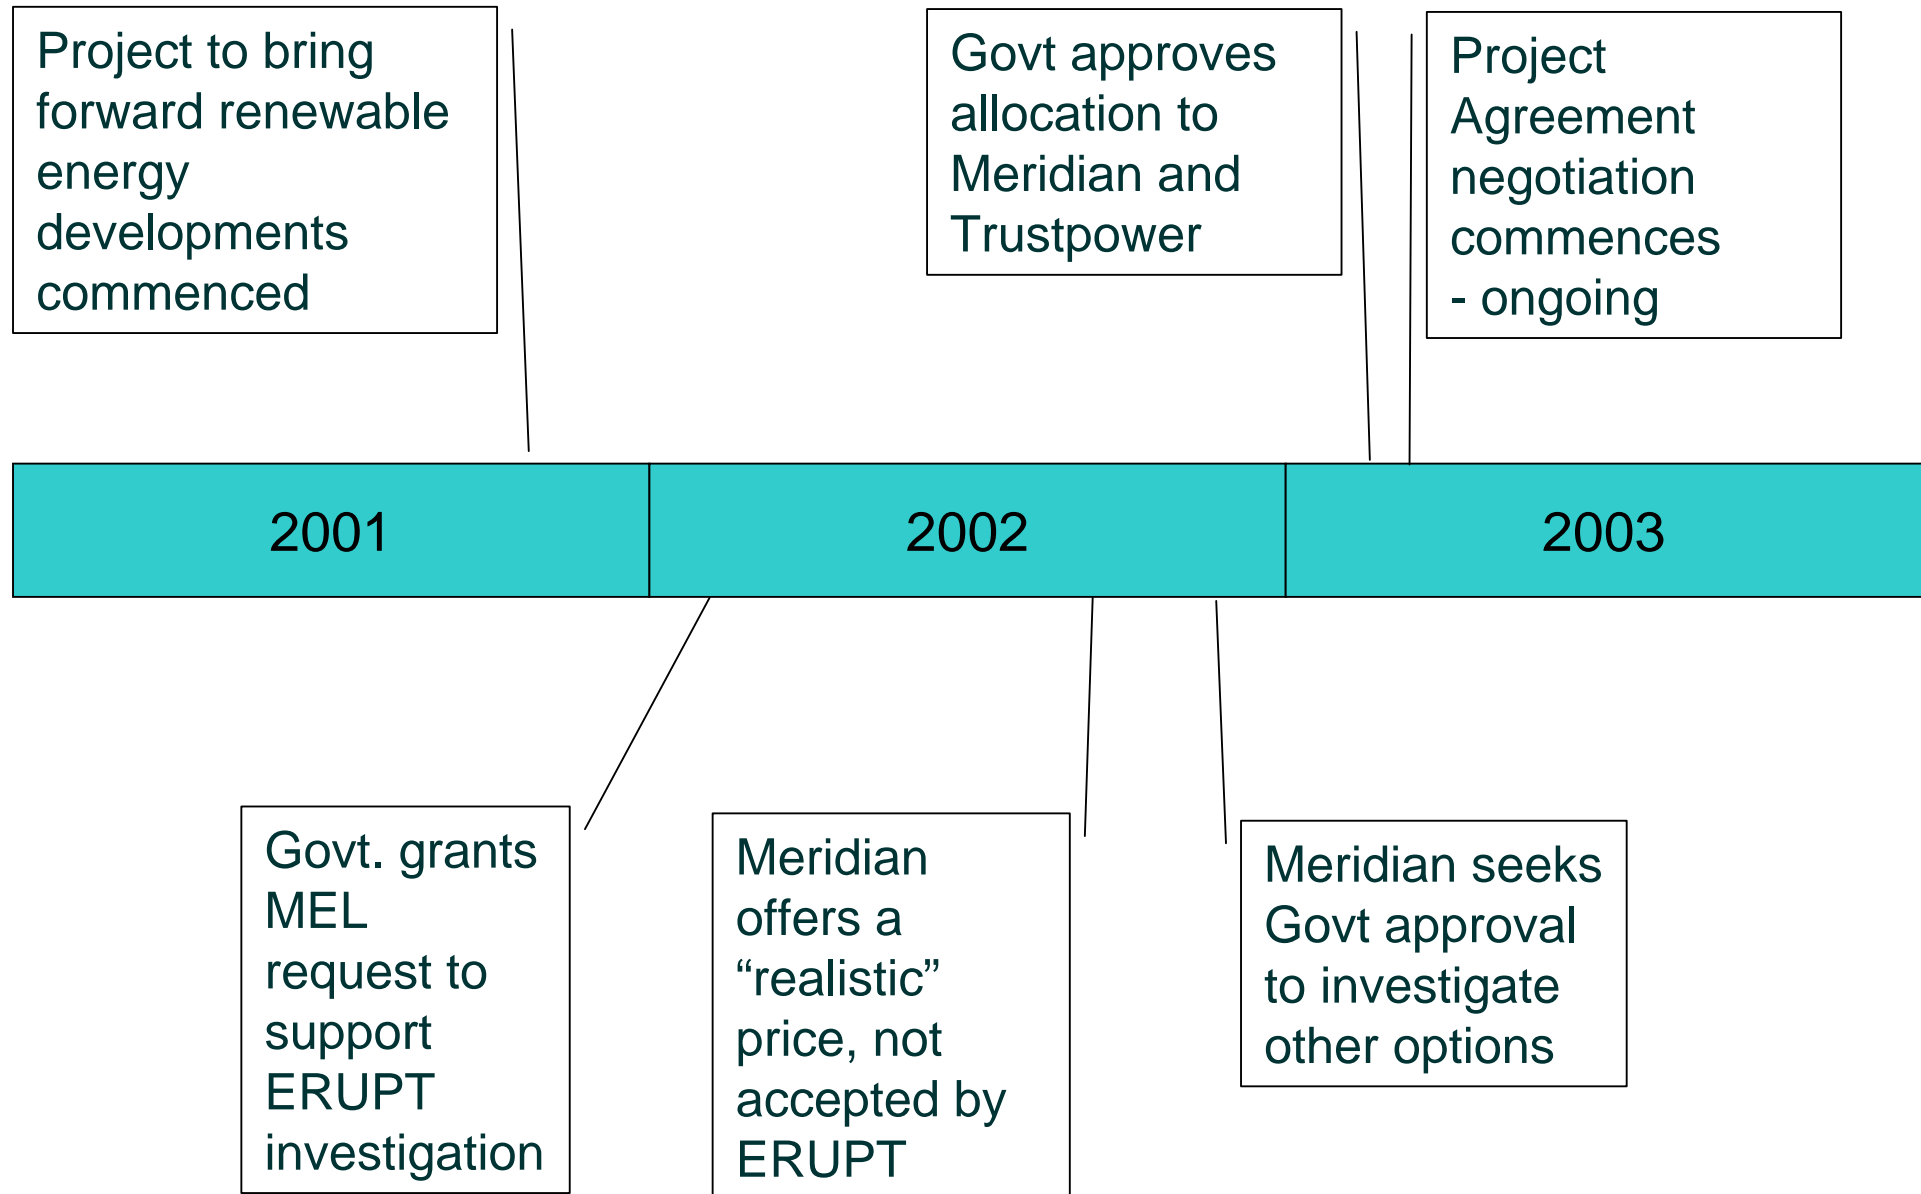 Project to bring
forward renewable
energy
developments
commenced
Govt approves
allocation to
Meridian and
Trustpower
Project
Agreement
negotiation
commences
- ongoing
2001
2002
2003
Govt. grants
MEL
request to
support
ERUPT
investigation
Meridian
offers a
“realistic”
price, not
accepted by
ERUPT
Meridian seeks
Govt approval
to investigate
other options